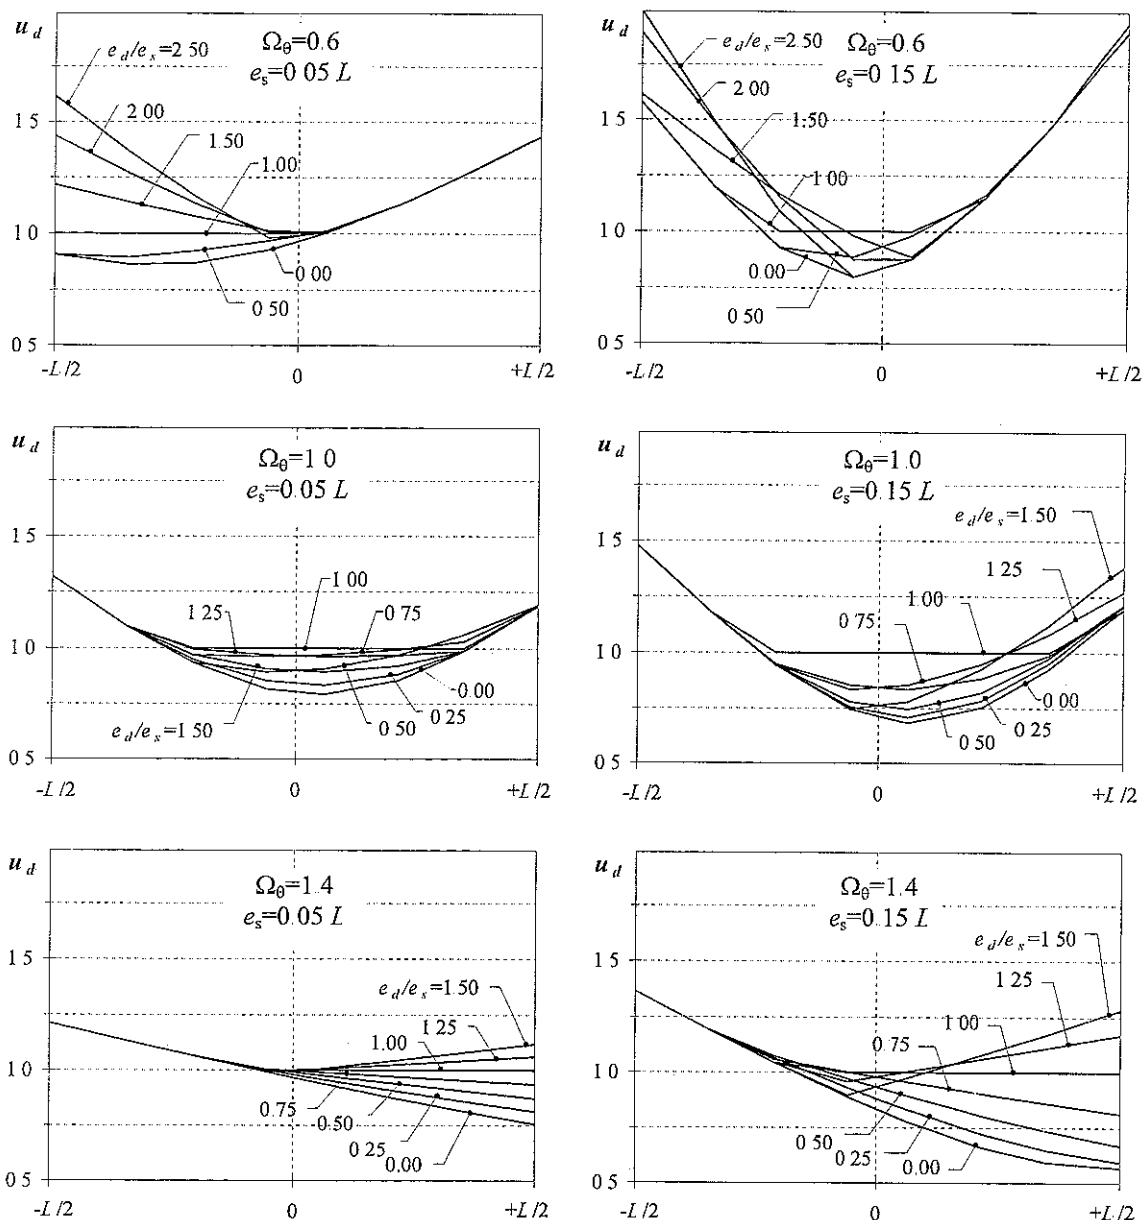 u d
Ω θ =0.6
e s =0 05 L
e d /e s =2 50
2 00
1.50
1.00
0 00
0 50
1 5
1 0
0 5
-L/2
0
+L/2
u d
Ω θ =0.6
e s =0 15 L
e d /e s =2.50
2 00
1.50
1 00
0.00
0 50
1 5
1 0
0 5
-L/2
0
+L/2
u d
Ω θ =1 0
e s =0.05 L
1 00
1 25
0 75
0.00
0 25
0 50
e d /e s =1 50
1 5
1 0
0 5
-L/2
0
+L/2
u d
Ω θ =1.0
e s =0.15 L
e d /e s =1.50
1 25
1.00
0 75
0.00
0 25
0 50
1 5
1 0
0 5
-L/2
0
+L/2
u d
Ω θ =1.4
e s =0.05 L
e d /e s =1.50
1 25
1.00
0.75
0.50
0 25
0.00
1 5
1 0
0 5
-L/2
0
+L/2
u d
Ω θ =1.4
e s =0.15 L
e d /e s =1 50
1 25
1 00
0.75
0 50
0 25
0.00
1 5
1 0
0 5
-L/2
0
+L/2